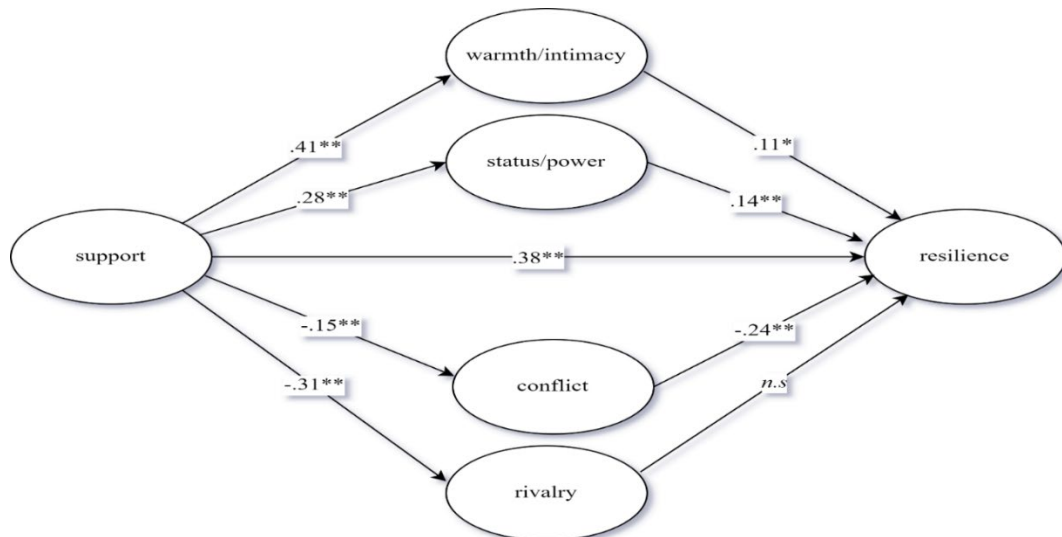 warmth/intimacy
.41**
.11*
status/power
.28**
.14**
support
.38**
resilience
-.15**
-.24**
conflict
-.31**
n.s
rivalry